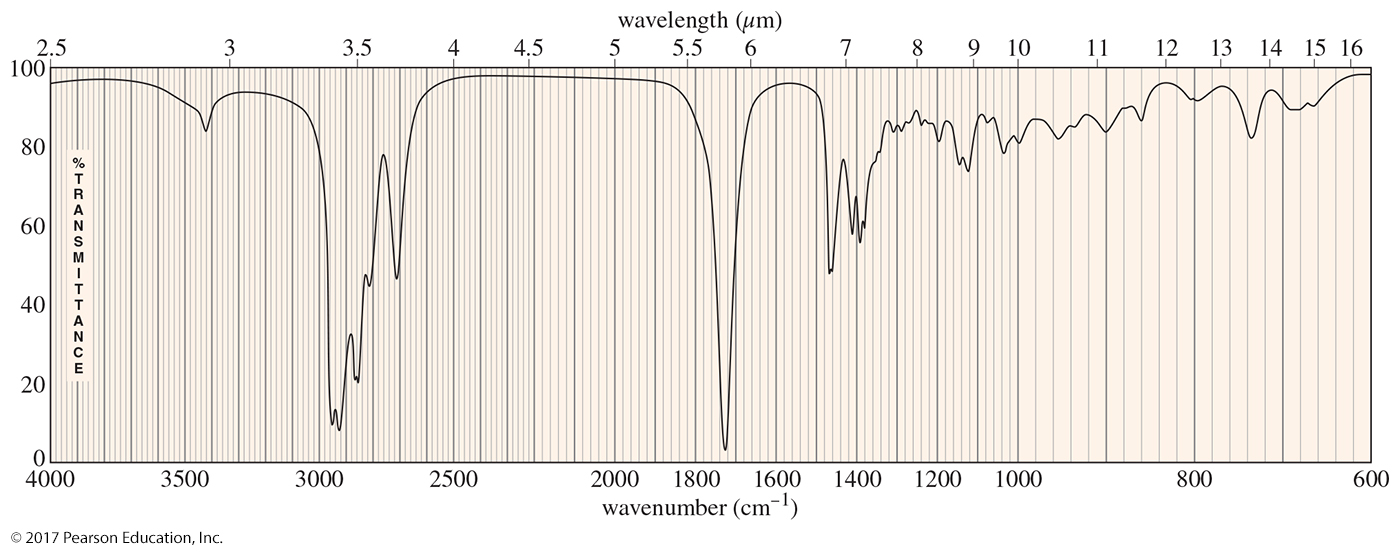 wavelength (μm)
2.5 3 3.5 4 4.5 5 5.5 6 7 8 9 10 11 12 13 14 15 16
100
80
60
40
20
0
%
T
R
A
N
S
M
I
T
T
A
N
C
E
4000 3500 3000 2500 2000 1800 1600 1400 1200 1000 800 600
wavenumber (cm⁻¹)
© 2017 Pearson Education, Inc.